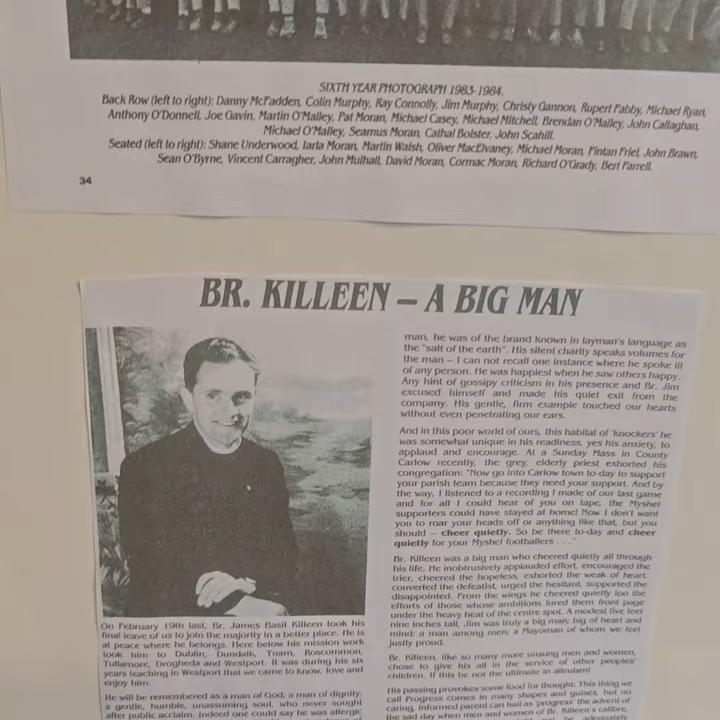 SIXTH YEAR PHOTOGRAPH 1983-1984.
Back Row (left to right): Danny McFadden, Colin Murphy, Ray Connolly, Jim Murphy, Christy Gannon, Rupert Fabby, Michael Ryan,
Anthony O'Donnell, Joe Gavin, Martin O'Malley, Pat Moran, Michael Casey, Michael Mitchell, Brendan O'Malley, John Callaghan,
Michael O'Malley, Seamus Moran, Cathal Bolster, John Scahill.
Seated (left to right): Shane Underwood, Iarla Moran, Martin Walsh, Oliver MacElvaney, Michael Moran, Fintan Friel, John Brawn,
Sean O'Byrne, Vincent Carragher, John Mulhall, David Moran, Cormac Moran, Richard O'Grady, Bert Farrell.
34
BR. KILLEEN – A BIG MAN
On February 19th last, Br. James Basil Killeen took his
final leave of us to join the majority in a better place. He is
at peace where he belongs. Here below his mission work
took him to Dublin, Dundalk, Tuam, Roscommon,
Tullamore, Drogheda and Westport. It was during his six
years teaching in Westport that we came to know, love and
enjoy him.
He will be remembered as a man of God; a man of dignity,
a gentle, humble, unassuming soul, who never sought
after public acclaim. Indeed one could say he was allergic
man, he was of the brand known in layman's language as
the "salt of the earth". His silent charity speaks volumes for
the man – I can not recall one instance where he spoke ill
of any person. He was happiest when he saw others happy.
Any hint of gossipy criticism in his presence and Br. Jim
excused himself and made his quiet exit from the
company. His gentle, firm example touched our hearts
without even penetrating our ears.
And in this poor world of ours, this habitat of 'knockers' he
was somewhat unique in his readiness, yes his anxiety, to
applaud and encourage. At a Sunday Mass in County
Carlow recently, the grey, elderly priest exhorted his
congregation: "Now go into Carlow town to-day to support
your parish team because they need your support. And by
the way, I listened to a recording I made of our last game
and for all I could hear of you on tape, the Myshel
supporters could have stayed at home! Now I don't want
you to roar your heads off or anything like that, but you
should – cheer quietly. So be there to-day and cheer
quietly for your Myshel footballers . . ."
Br. Killeen was a big man who cheered quietly all through
his life. He inobtrusively applauded effort, encouraged the
trier, cheered the hopeless, exhorted the weak of heart,
converted the defeatist, urged the hesitant, supported the
disappointed. From the wings he cheered quietly too the
efforts of those whose ambitions lured them front page
under the heavy heat of the centre spot. A modest five feet
nine inches tall, Jim was truly a big man; big of heart and
mind; a man among men; a Mayoman of whom we feel
justly proud.
Br. Killeen, like so many more unsung men and women,
chose to give his all in the service of other peoples'
children. If this be not the ultimate in altruism!
His passing provokes some food for thought: This thing we
call Progress comes in many shapes and guises, but no
caring, informed parent can hail as 'progress' the advent of
the sad day when men and women of Br. Killeen's calibre,